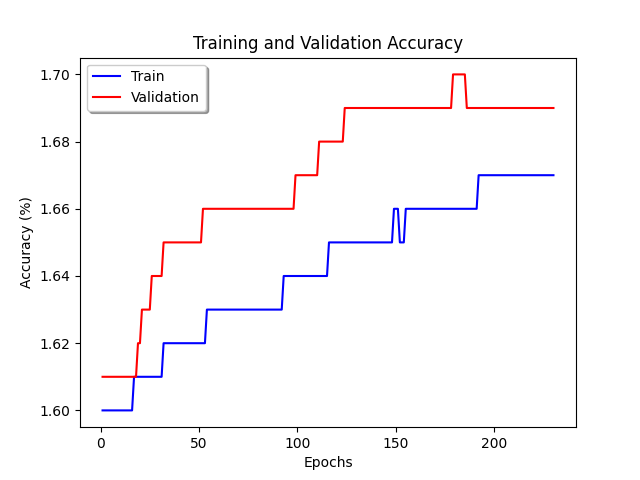 Training and Validation Accuracy
Train
Validation
Accuracy (%)
1.70
1.68
1.66
1.64
1.62
1.60
0 50 100 150 200
Epochs